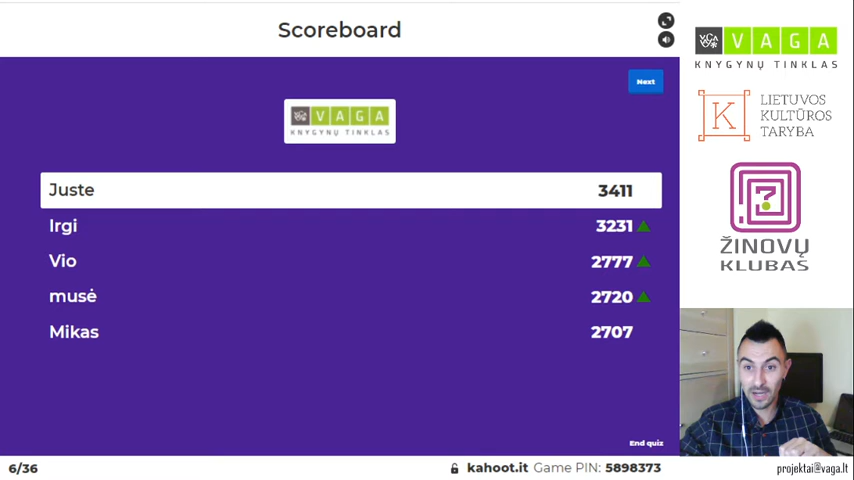 Scoreboard
Next
VAGA
KNYGYNŲ TINKLAS
Juste 3411
Irgi 3231
Vio 2777
musė 2720
Mikas 2707
End quiz
6/36
kahoot.it Game PIN: 5898373
VAGA
KNYGYNŲ TINKLAS
K
LIETUVOS
KULTŪROS
TARYBA
?
ŽINOVŲ
KLUBAS
projektai@vaga.lt